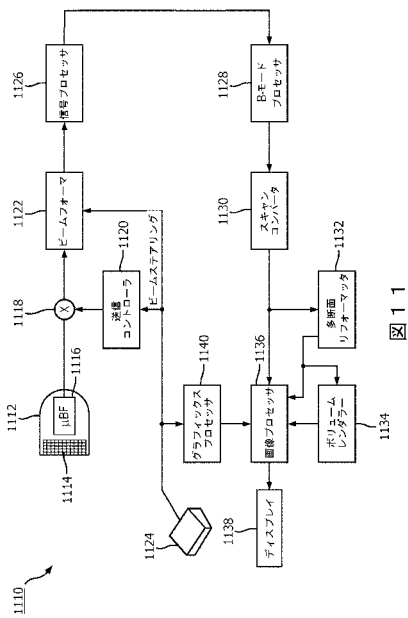 1110
1112
1116
μBF
1114
1118
X
1122
ビームフォーマ
1126
信号プロセッサ
1120
送信
コントローラ
ビームステアリング
1124
1128
B-モード
プロセッサ
1130
スキャン
コンバータ
1132
多断面
リフォーマッタ
1140
グラフィックス
プロセッサ
1136
画像プロセッサ
1134
ボリューム
レンダラー
1138
ディスプレイ
図11